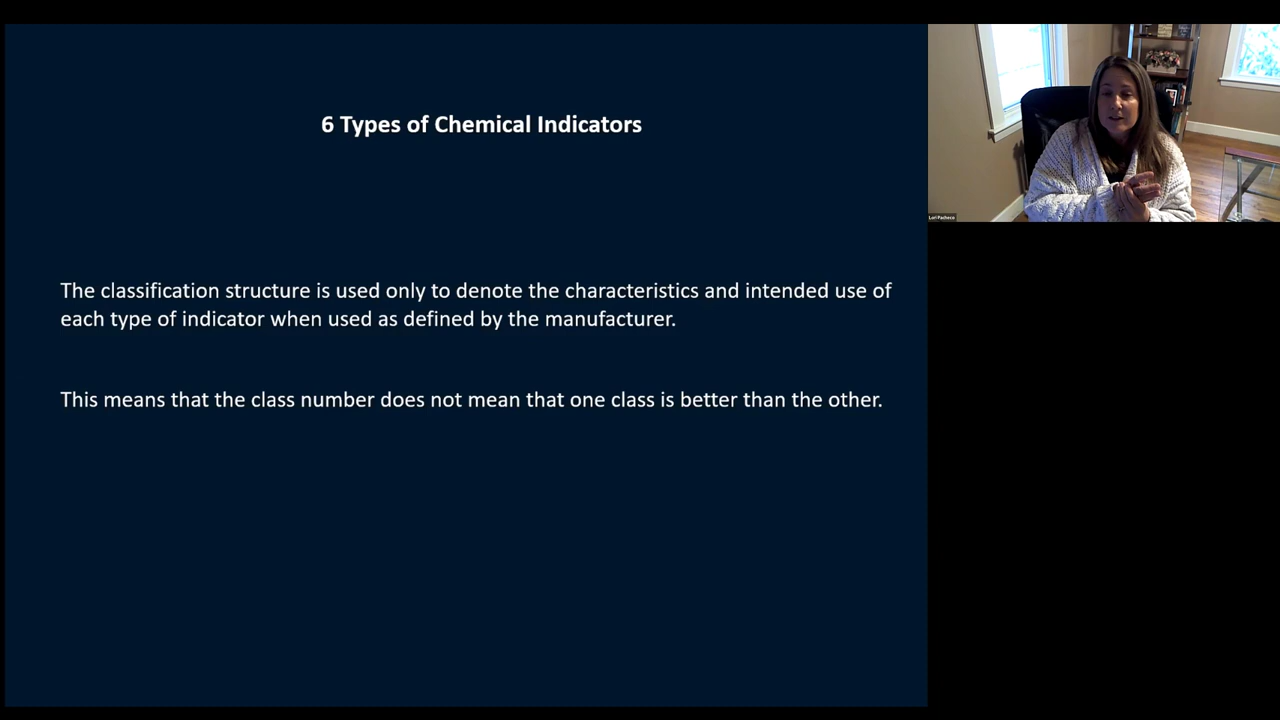 6 Types of Chemical Indicators
The classification structure is used only to denote the characteristics and intended use of
each type of indicator when used as defined by the manufacturer.
This means that the class number does not mean that one class is better than the other.
Lori Pacheco